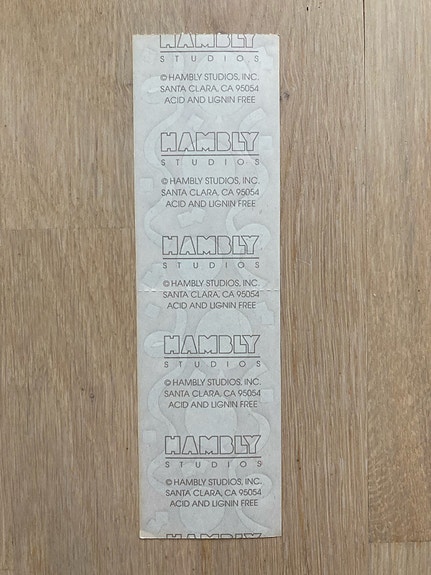 HAMBLY
STUDIOS
© HAMBLY STUDIOS, INC.
SANTA CLARA, CA 95054
ACID AND LIGNIN FREE
HAMBLY
STUDIOS
© HAMBLY STUDIOS, INC.
SANTA CLARA, CA 95054
ACID AND LIGNIN FREE
HAMBLY
STUDIOS
© HAMBLY STUDIOS, INC.
SANTA CLARA, CA 95054
ACID AND LIGNIN FREE
HAMBLY
STUDIOS
© HAMBLY STUDIOS, INC.
SANTA CLARA, CA 95054
ACID AND LIGNIN FREE
HAMBLY
STUDIOS
© HAMBLY STUDIOS, INC.
SANTA CLARA, CA 95054
ACID AND LIGNIN FREE